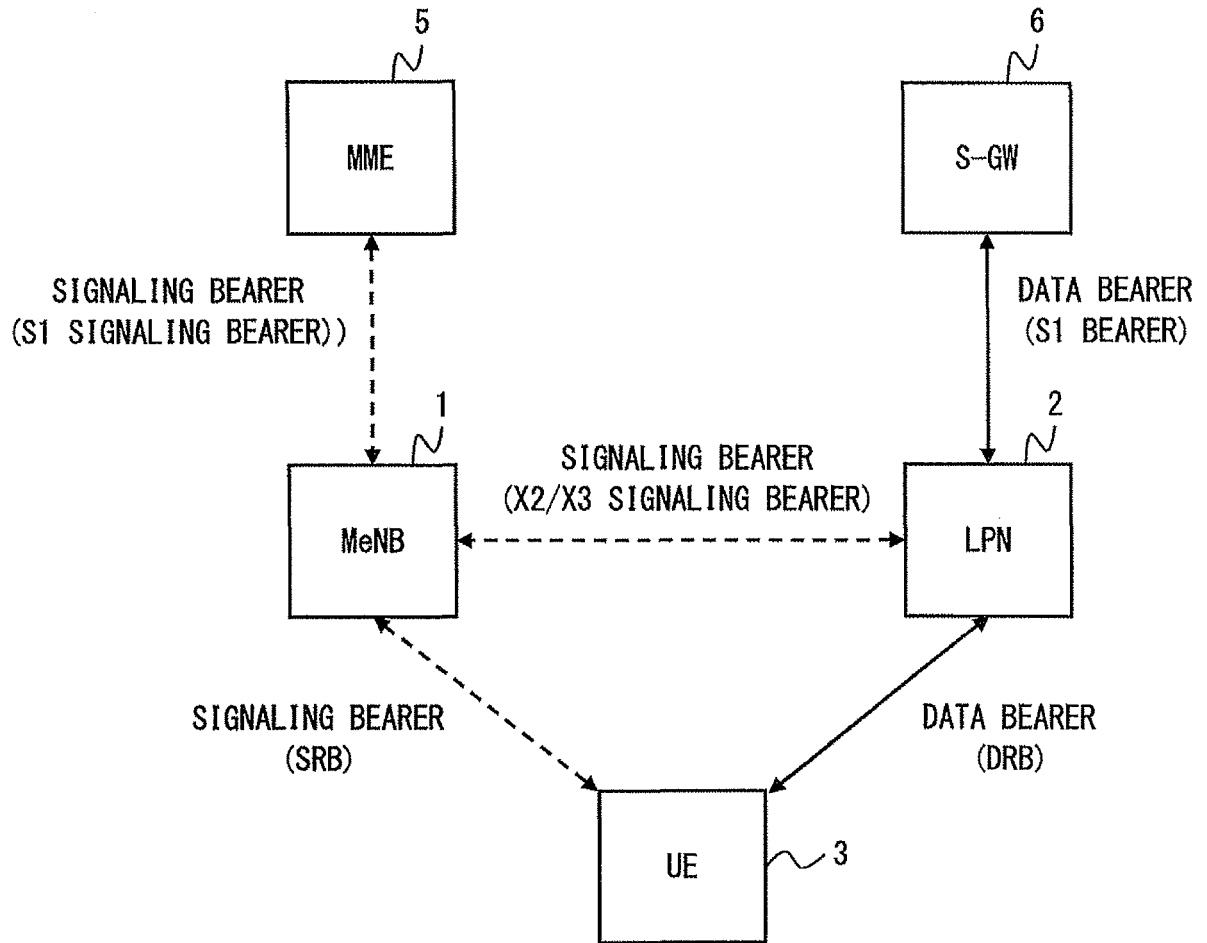 5
6
MME
S-GW
SIGNALING BEARER
(S1 SIGNALING BEARER))
DATA BEARER
(S1 BEARER)
1
2
SIGNALING BEARER
(X2/X3 SIGNALING BEARER)
MeNB
LPN
SIGNALING BEARER
(SRB)
DATA BEARER
(DRB)
UE
3